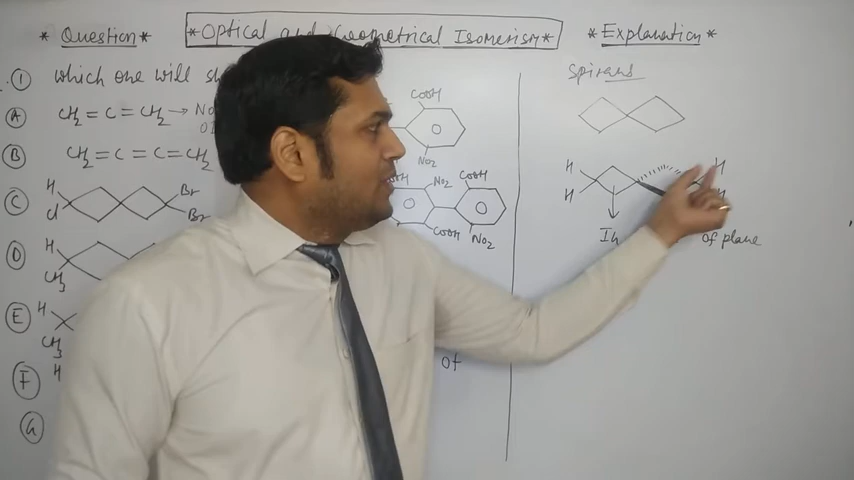 * Question *
*Optical and Geometrical Isomerism*
* Explanation *
① which one will
Ⓐ CH₂ = C = CH₂ → No
Ⓑ CH₂ = C = C = CH₂
Ⓒ H Cl Br Br
Ⓓ H CH₃
Ⓔ H CH₃
Ⓕ H
Ⓖ
COOH
NO₂
NO₂ COOH
COOH NO₂
of
Spirans
H H
H H
In of plane